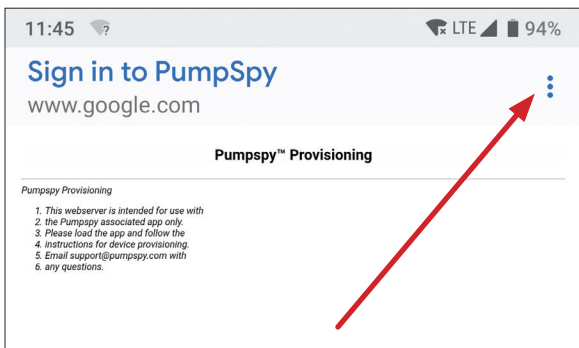 11:45 ? LTE 94%
Sign in to PumpSpy
www.google.com
Pumpspy™ Provisioning
Pumpspy Provisioning
1. This webserver is intended for use with
2. the Pumpspy associated app only.
3. Please load the app and follow the
4. instructions for device provisioning.
5. Email support@pumpspy.com with
6. any questions.